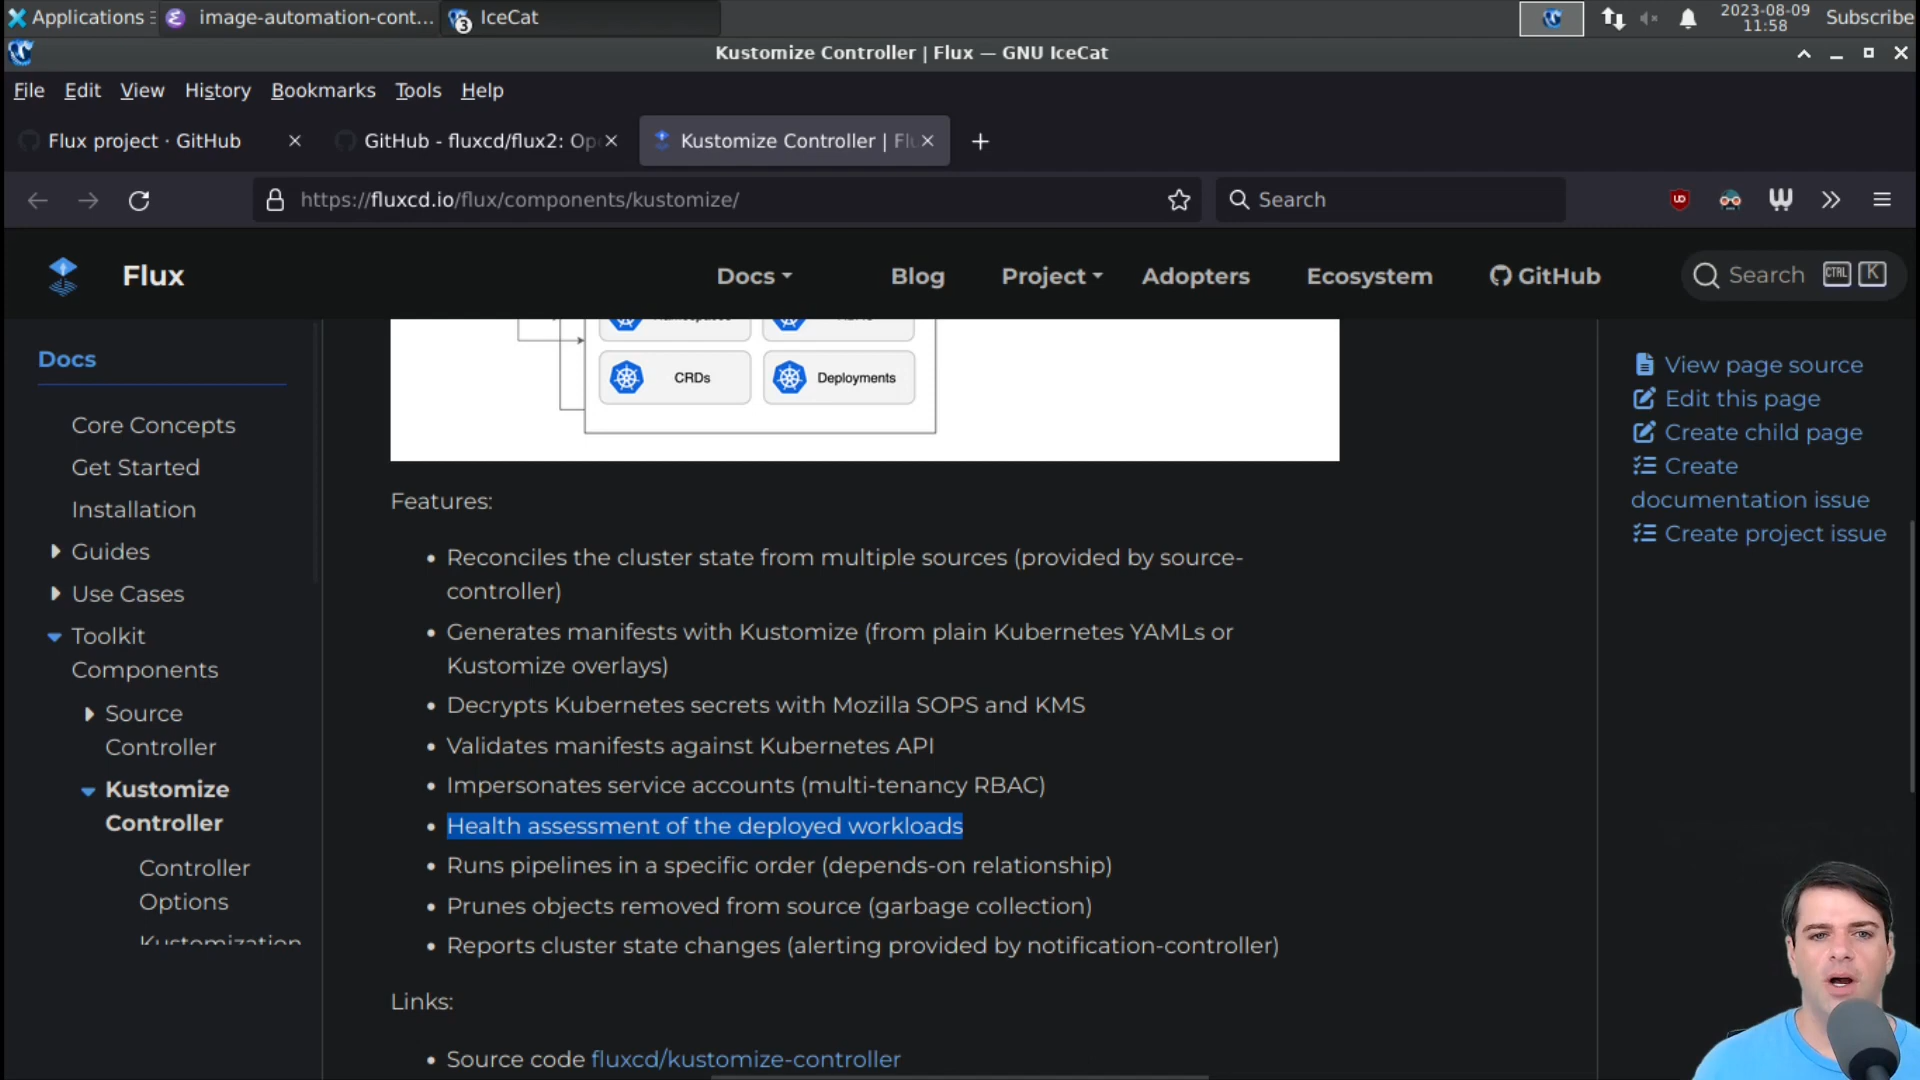 Applications
image-automation-cont...
3
IceCat
2023-08-09
11:58
Subscribe
Kustomize Controller | Flux — GNU IceCat
File
Edit
View
History
Bookmarks
Tools
Help
Flux project · GitHub
GitHub - fluxcd/flux2: Op
Kustomize Controller | Fl
https://fluxcd.io/flux/components/kustomize/
Search
Flux
Docs
Blog
Project
Adopters
Ecosystem
GitHub
Search
CTRL
K
Docs
Core Concepts
Get Started
Installation
Guides
Use Cases
Toolkit
Components
Source
Controller
Kustomize
Controller
Controller
Options
Kustomization
CRDs
Deployments
Features:
• Reconciles the cluster state from multiple sources (provided by source-
controller)
• Generates manifests with Kustomize (from plain Kubernetes YAMLs or
Kustomize overlays)
• Decrypts Kubernetes secrets with Mozilla SOPS and KMS
• Validates manifests against Kubernetes API
• Impersonates service accounts (multi-tenancy RBAC)
• Health assessment of the deployed workloads
• Runs pipelines in a specific order (depends-on relationship)
• Prunes objects removed from source (garbage collection)
• Reports cluster state changes (alerting provided by notification-controller)
Links:
• Source code fluxcd/kustomize-controller
View page source
Edit this page
Create child page
Create
documentation issue
Create project issue